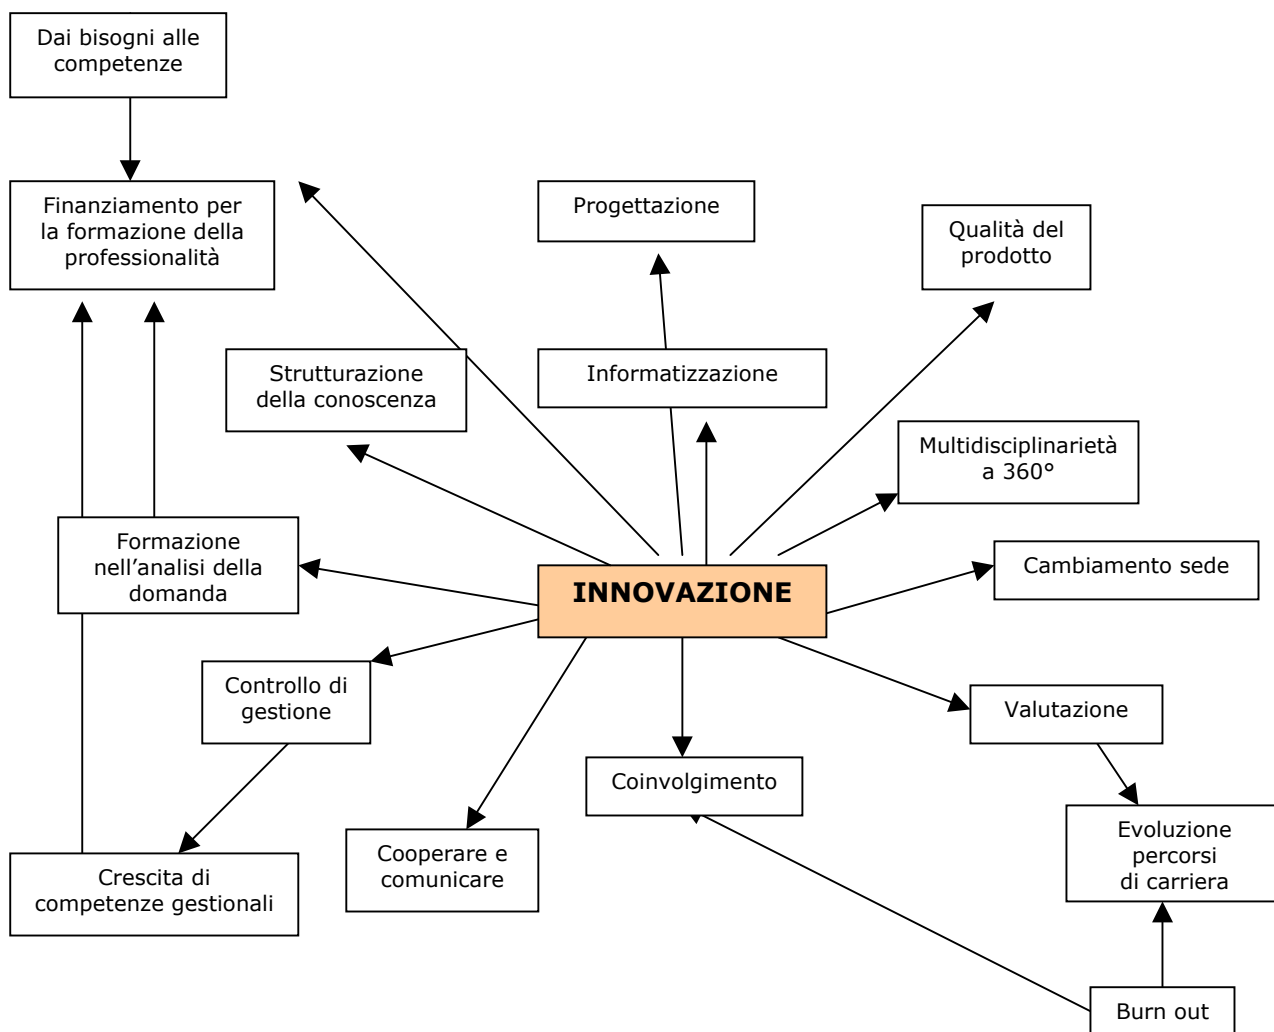 Dai bisogni alle
competenze
Finanziamento per
la formazione della
professionalità
Progettazione
Qualità del
prodotto
Strutturazione
della conoscenza
Informatizzazione
Multidisciplinarietà
a 360°
Formazione
nell'analisi della
domanda
INNOVAZIONE
Cambiamento sede
Controllo di
gestione
Valutazione
Coinvolgimento
Cooperare e
comunicare
Evoluzione
percorsi
di carriera
Crescita di
competenze gestionali
Burn out